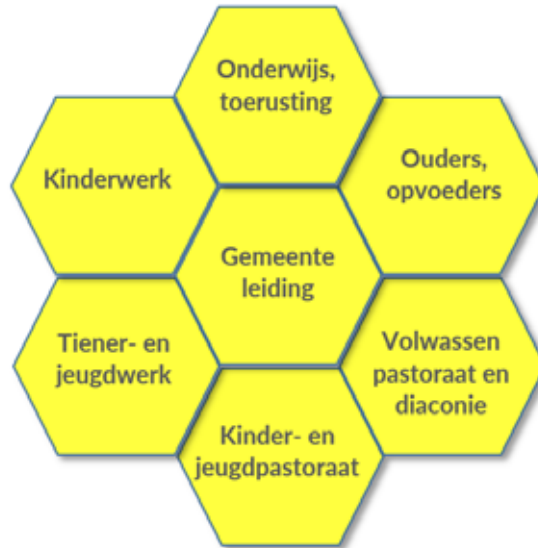 Onderwijs,
toerusting
Kinderwerk
Ouders,
opvoeders
Gemeente
leiding
Tiener- en
jeugdwerk
Volwassen
pastoraat en
diaconie
Kinder- en
jeugdpastoraat